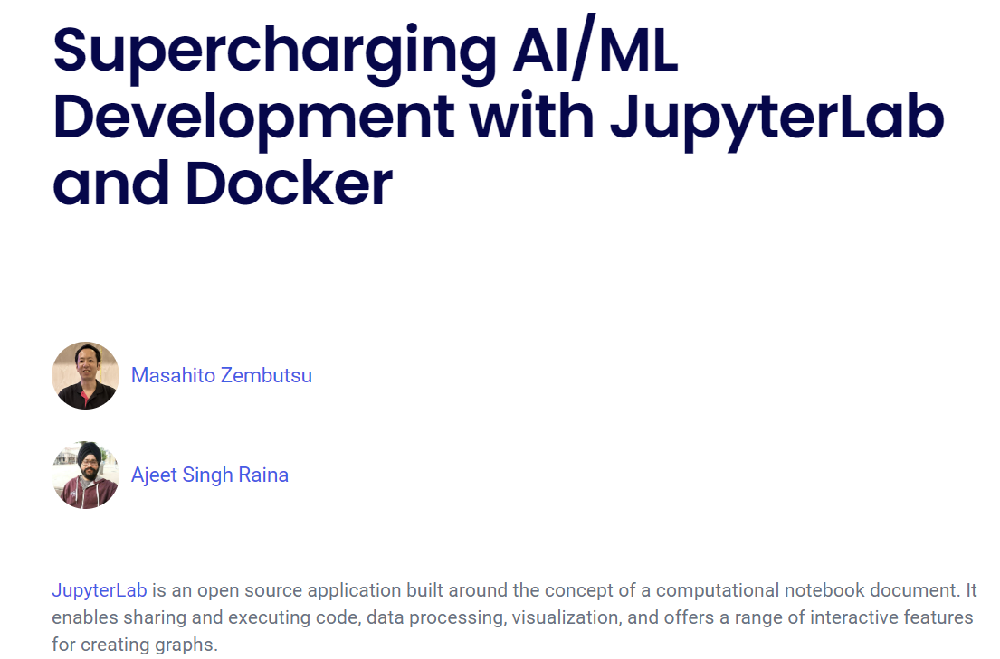 Supercharging AI/ML
Development with JupyterLab
and Docker
Masahito Zembutsu
Ajeet Singh Raina
JupyterLab is an open source application built around the concept of a computational notebook document. It
enables sharing and executing code, data processing, visualization, and offers a range of interactive features
for creating graphs.